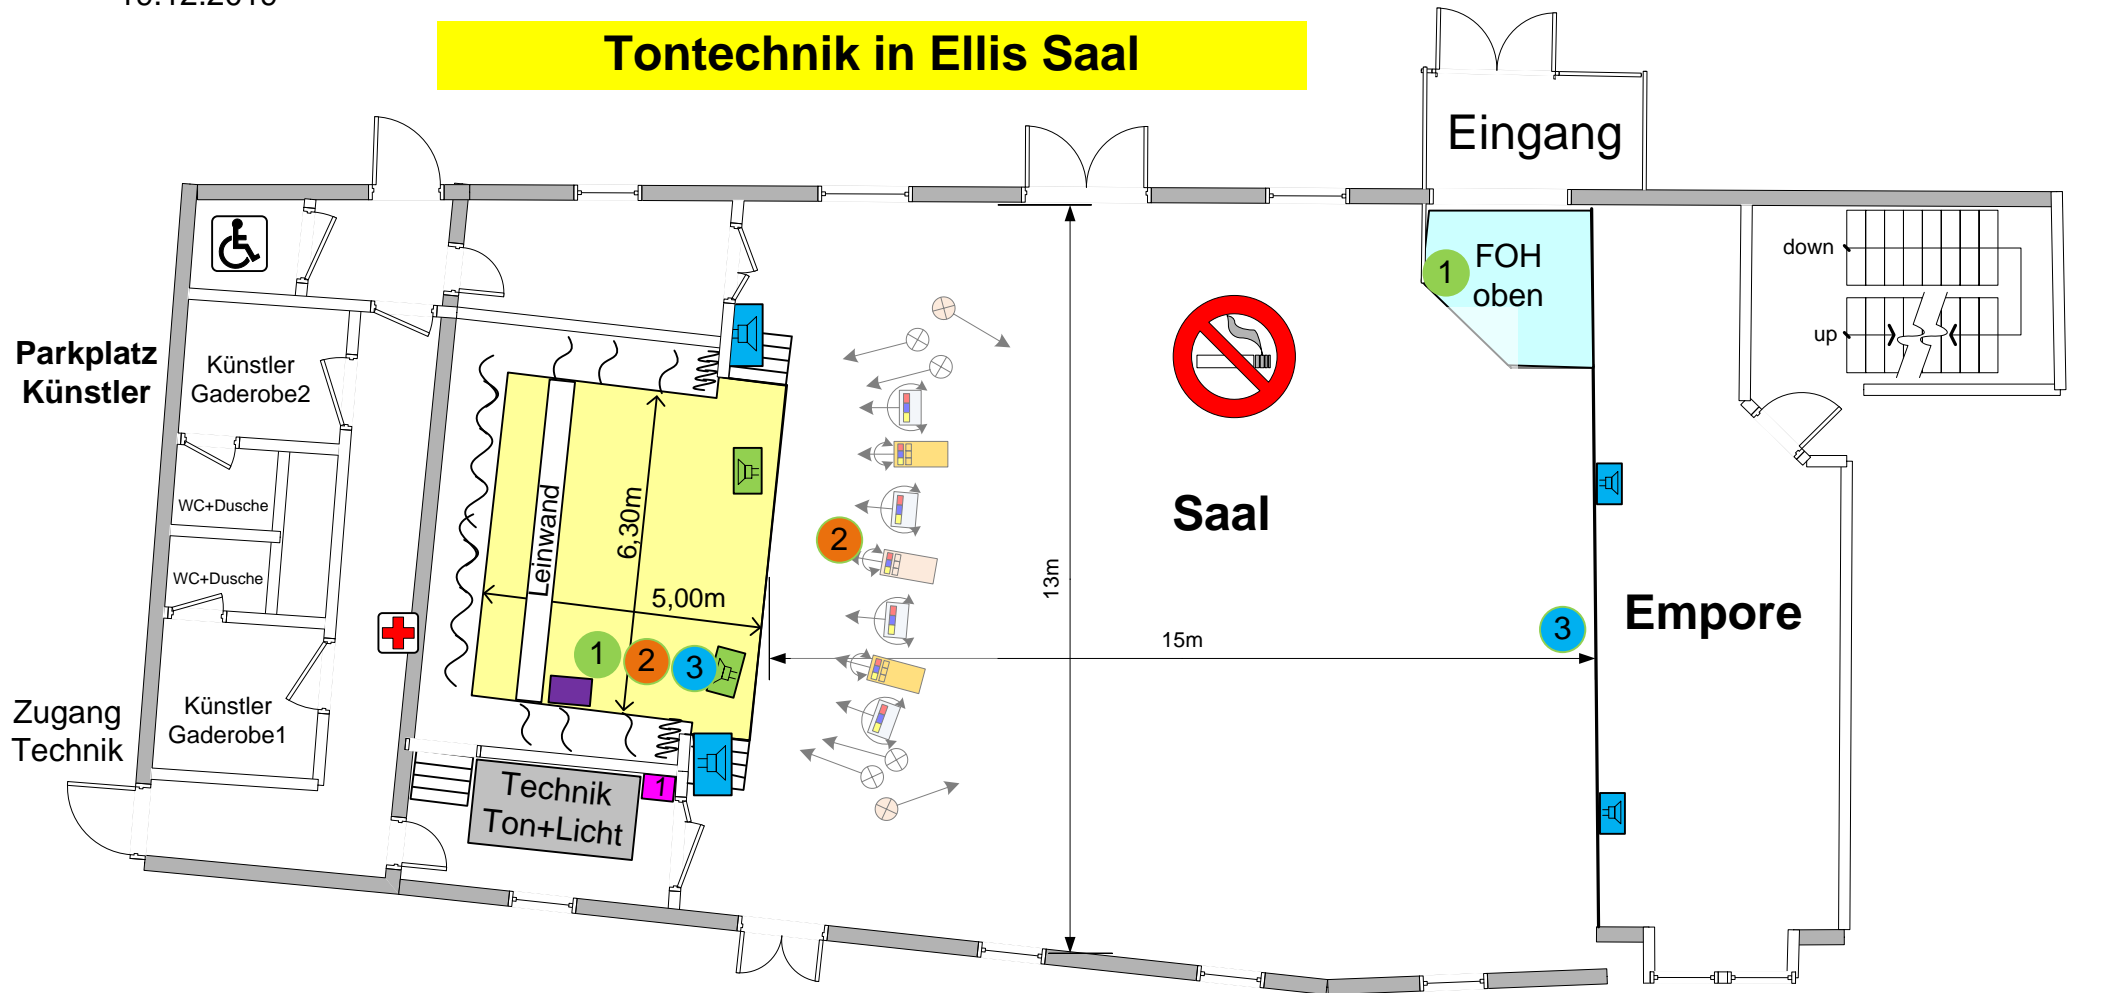 Tontechnik in Ellis Saal
Eingang
FOH
oben
1
down
up
Parkplatz
Künstler
Künstler
Gaderobe2
WC+Dusche
WC+Dusche
Künstler
Gaderobe1
Zugang
Technik
Leinwand
6,30m
5,00m
1
2
3
2
Saal
13m
15m
3
Empore
Technik
Ton+Licht
1